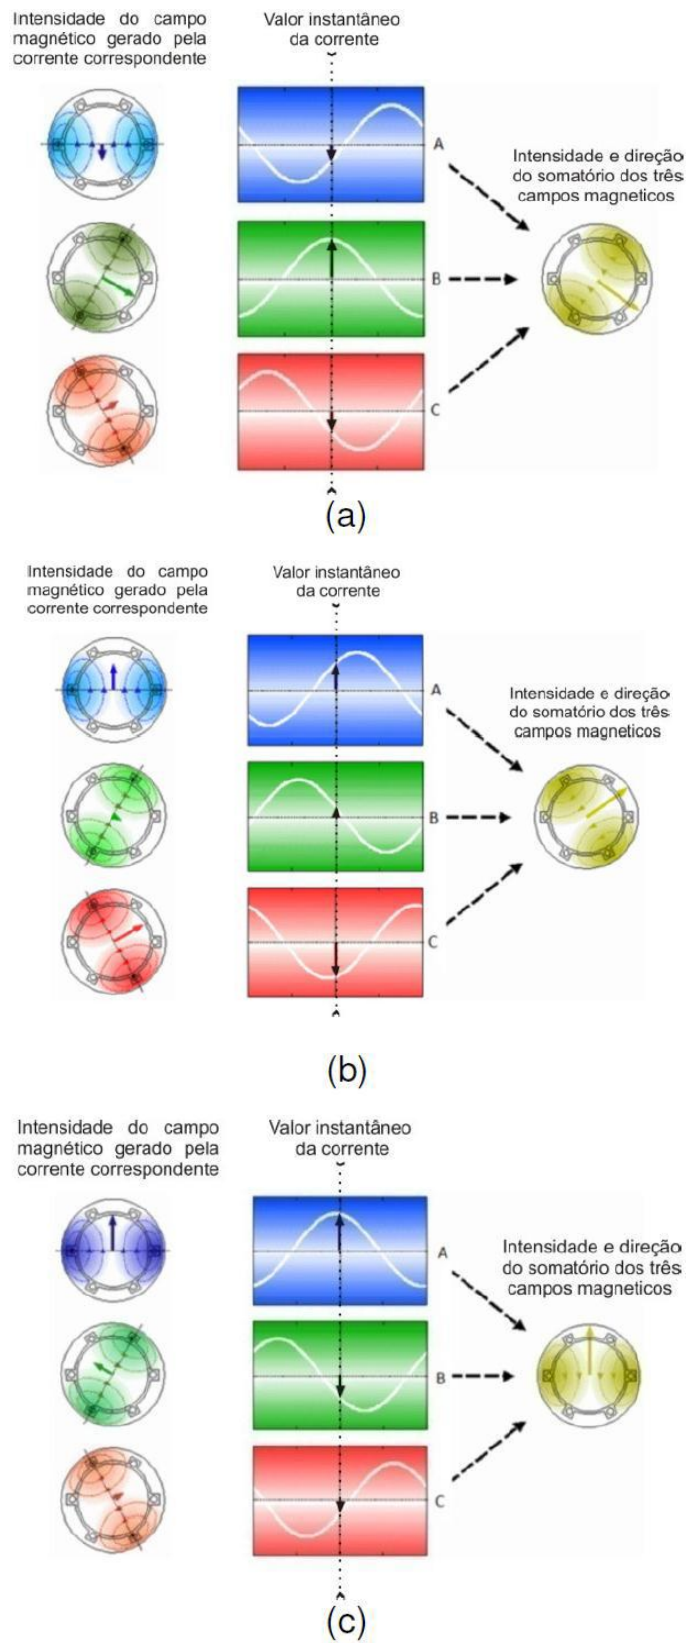 Intensidade do campo
magnético gerado pela
corrente correspondente
Valor instantâneo
da corrente
A
B
C
Intensidade e direção
do somatório dos três
campos magneticos
(a)
Intensidade do campo
magnético gerado pela
corrente correspondente
Valor instantâneo
da corrente
A
B
C
Intensidade e direção
do somatório dos três
campos magneticos
(b)
Intensidade do campo
magnético gerado pela
corrente correspondente
Valor instantâneo
da corrente
A
B
C
Intensidade e direção
do somatório dos três
campos magneticos
(c)